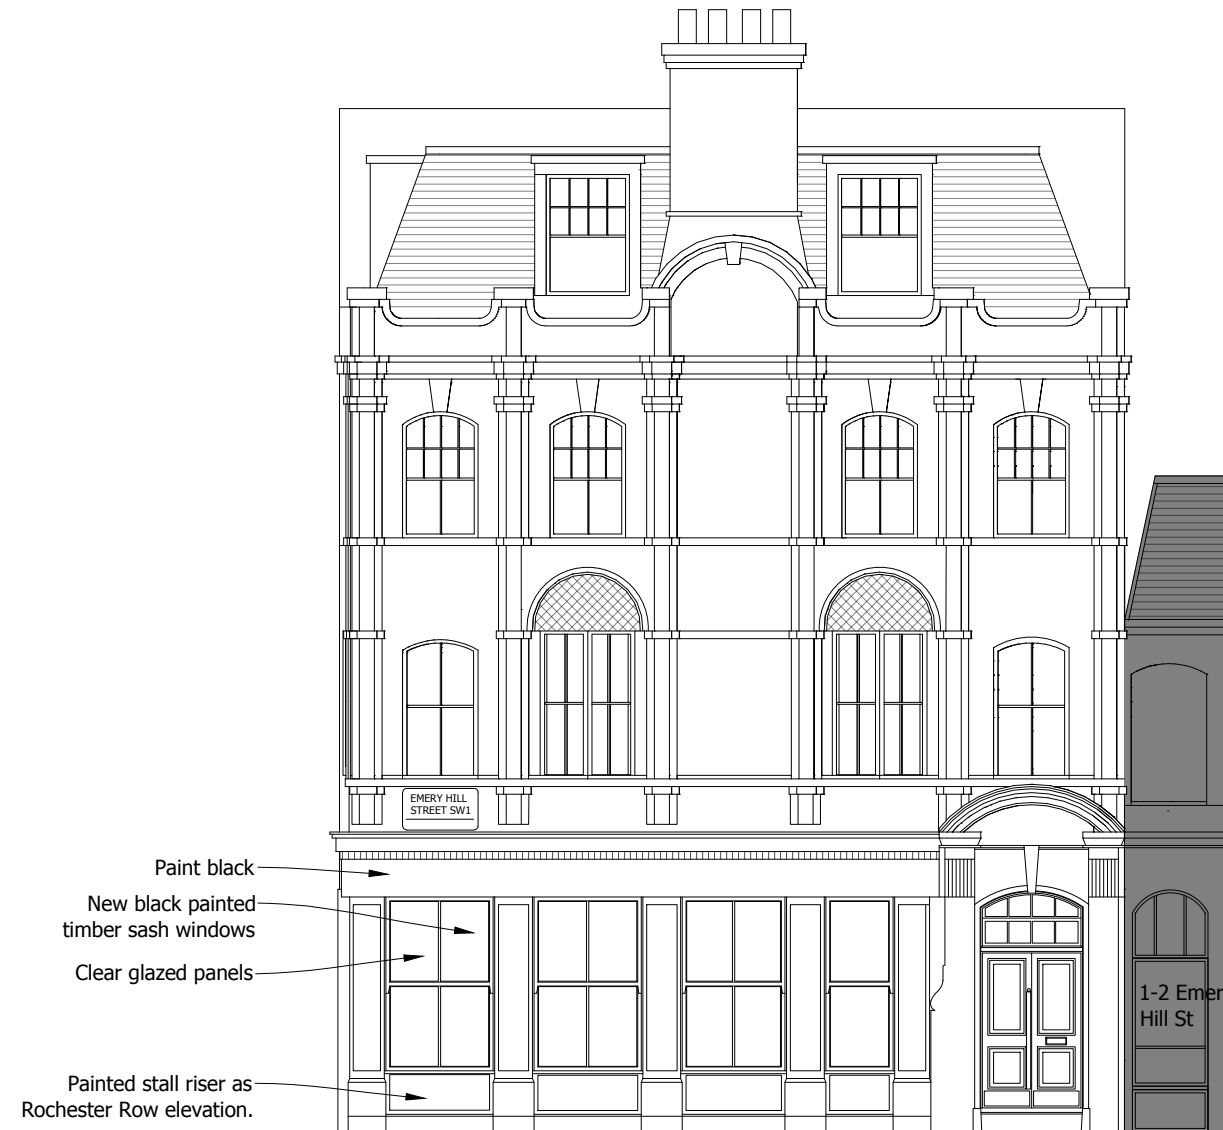 EMERY HILL
STREET SW1
Paint black
New black painted
timber sash windows
Clear glazed panels
1-2 Emer
Hill St
Painted stall riser as
Rochester Row elevation.